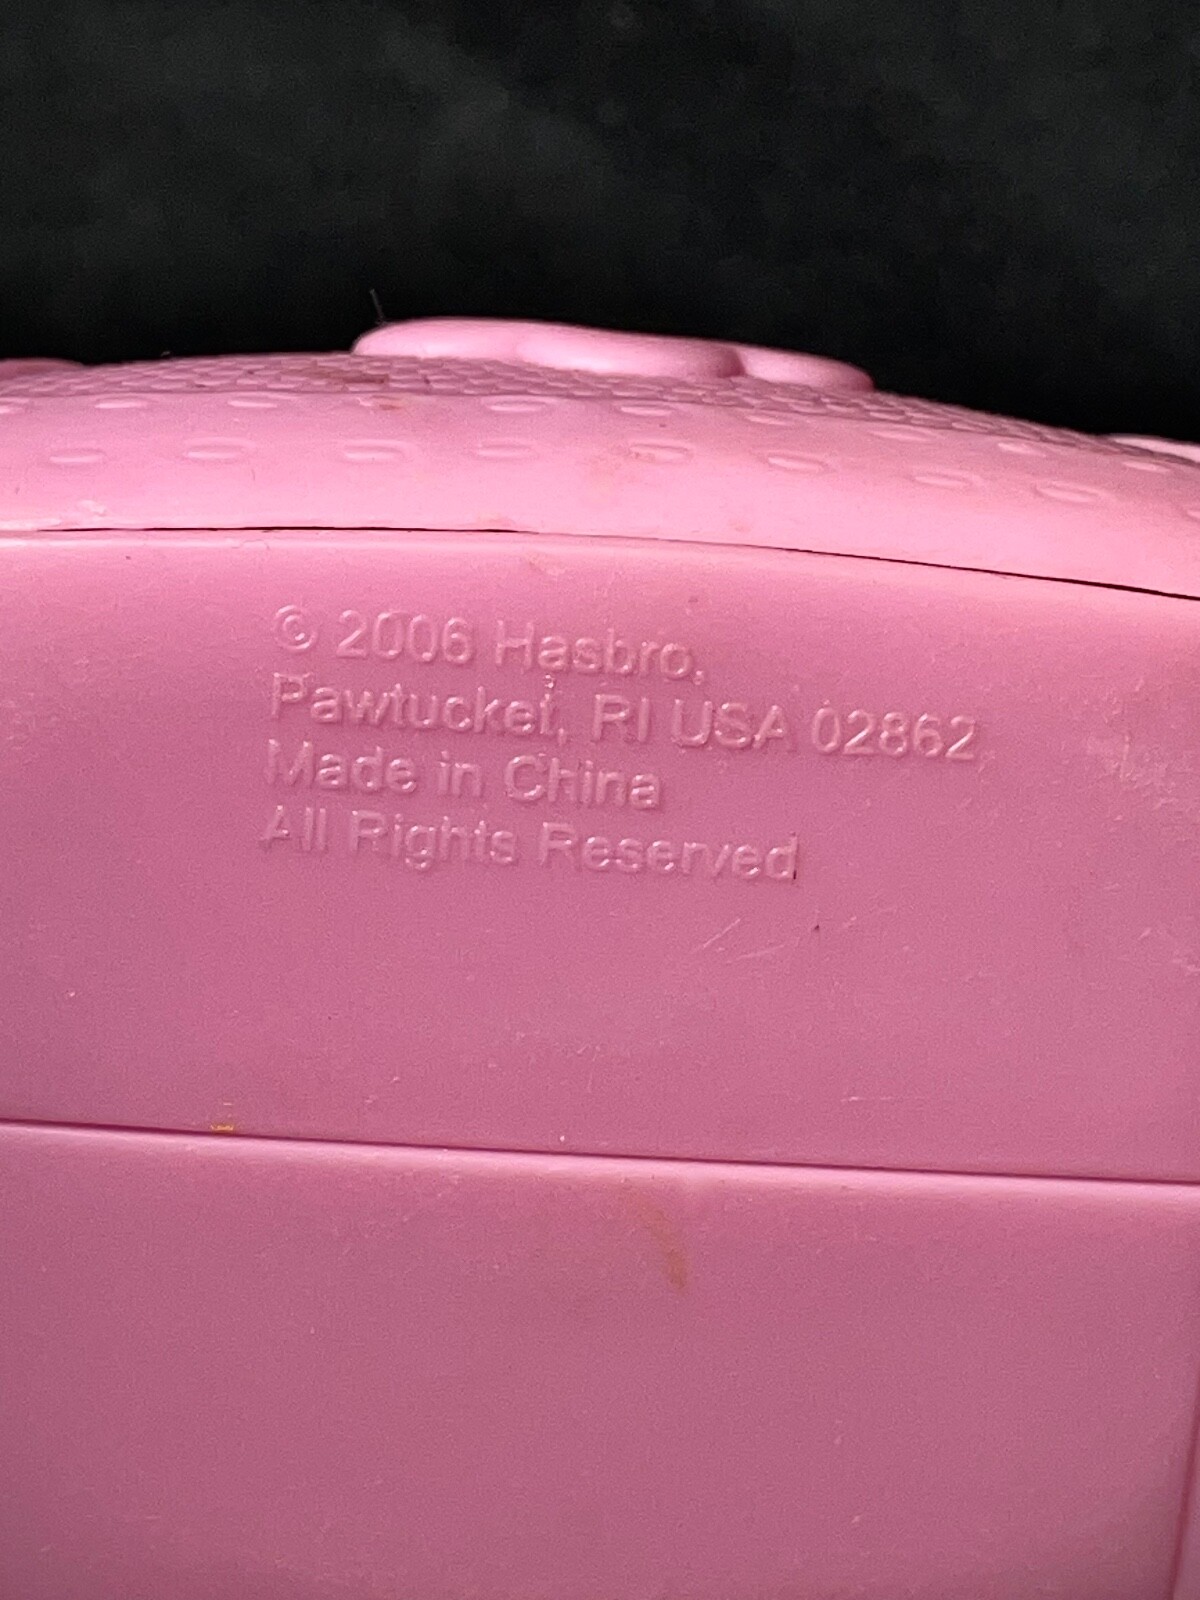 © 2006 Hasbro,
Pawtucket, RI USA 02862
Made in China
All Rights Reserved